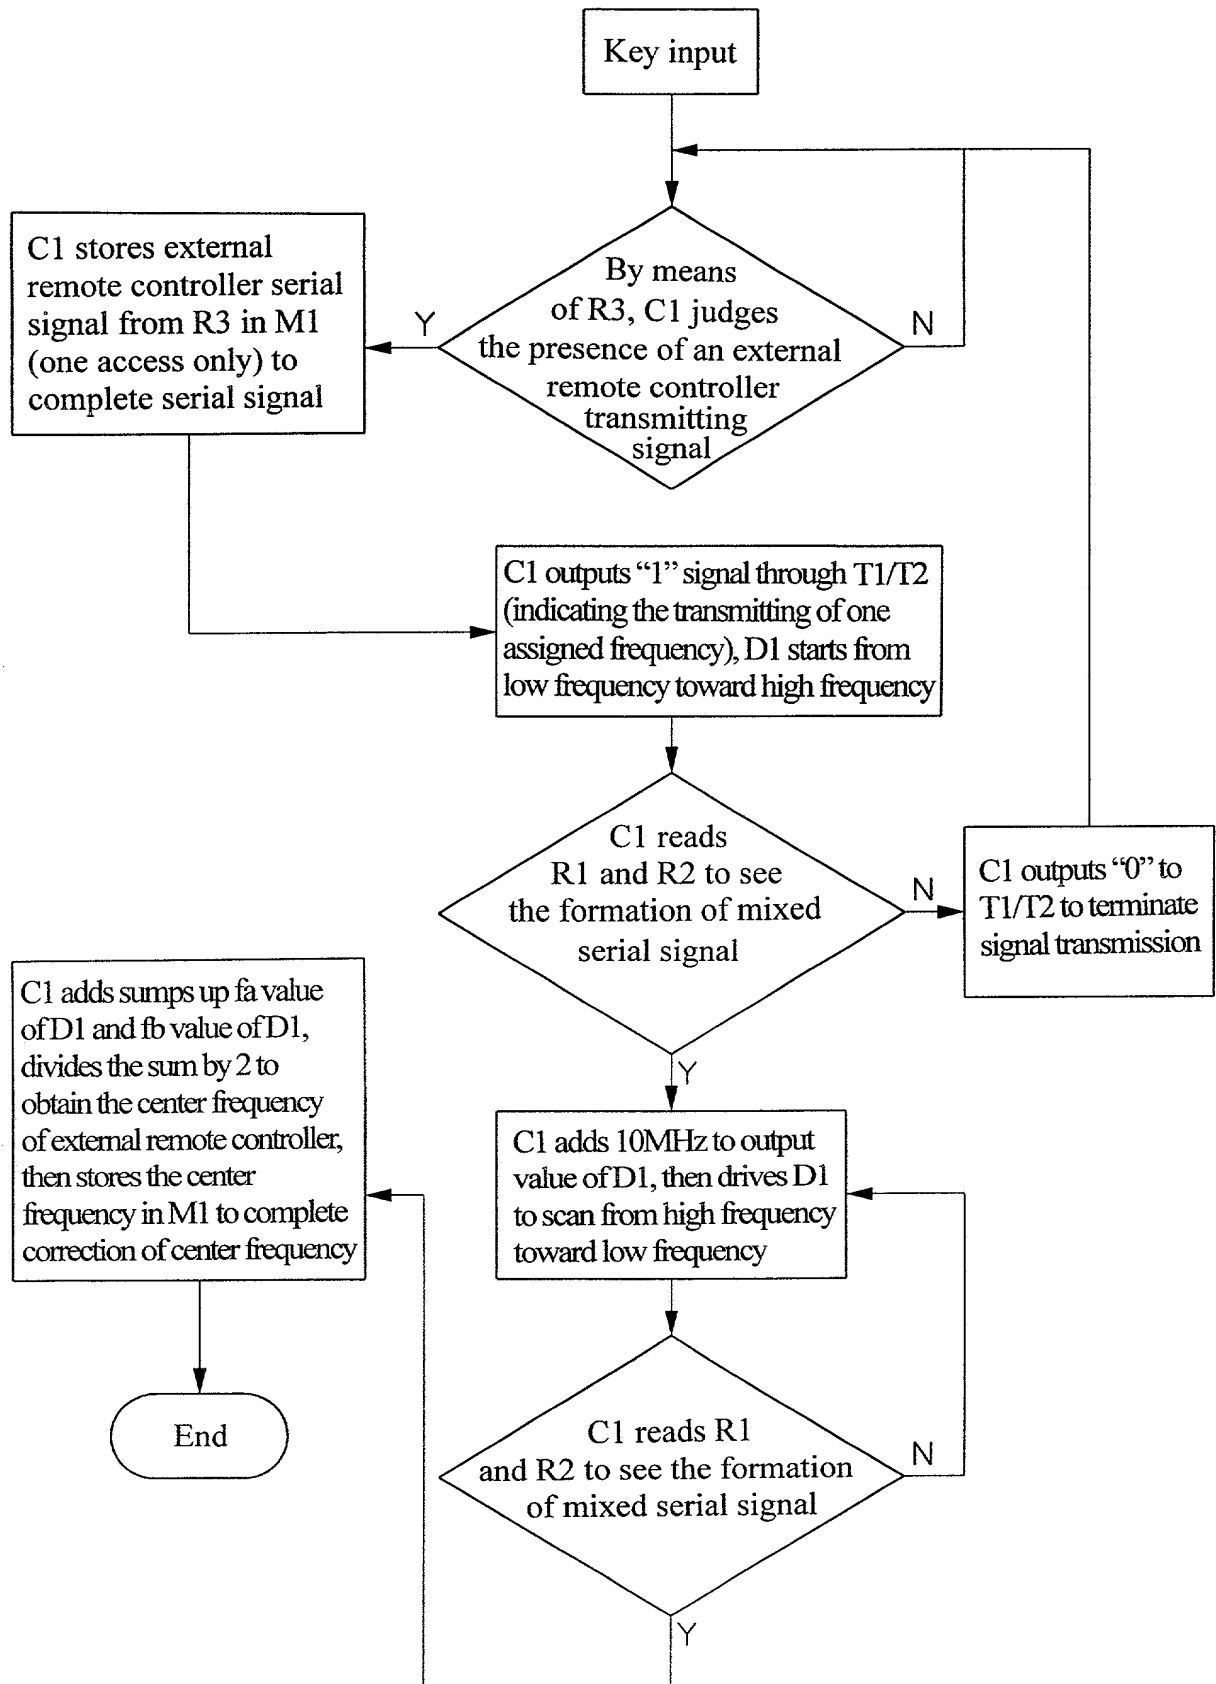 Key input
By means
of R3, C1 judges
the presence of an external
remote controller
transmitting
signal
N
Y
C1 stores external
remote controller serial
signal from R3 in M1
(one access only) to
complete serial signal
C1 outputs “1” signal through T1/T2
(indicating the transmitting of one
assigned frequency), D1 starts from
low frequency toward high frequency
C1 reads
R1 and R2 to see
the formation of mixed
serial signal
N
C1 outputs “0” to
T1/T2 to terminate
signal transmission
Y
C1 adds 10MHz to output
value of D1, then drives D1
to scan from high frequency
toward low frequency
C1 reads R1
and R2 to see the formation
of mixed serial signal
N
Y
C1 adds sumps up fa value
of D1 and fb value of D1,
divides the sum by 2 to
obtain the center frequency
of external remote controller,
then stores the center
frequency in M1 to complete
correction of center frequency
End